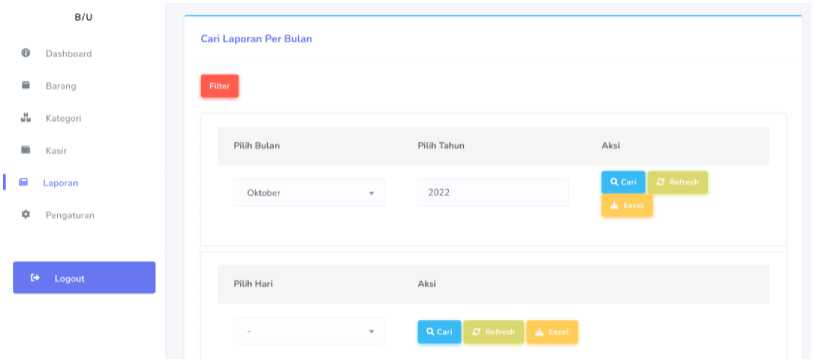 B/U
Dashboard
Barang
Kategori
Kasir
Laporan
Pengaturan
Logout
Cari Laporan Per Bulan
Filter
Pilih Bulan Pilih Tahun Aksi
Oktober 2022 Cari Refresh
Excel
Pilih Hari Aksi
- Cari Refresh Excel